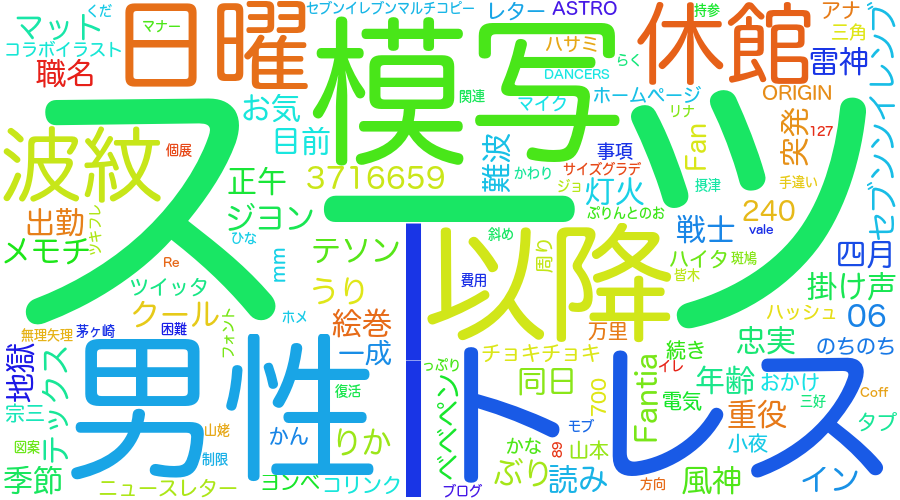 マット
くだ
マナー
コラボイラスト
職名
日曜
セブンイレブンマルチコピー
レター
ASTRO
模写
ハサミ
DANCERS
らく
持参
休館
アナ
三角
雷神
お気
目前
関連
マイク
ホームページ
リナ
ORIGIN
Fan
突発
127
波紋
個展
正午
3716659
スーツ
難波
かわり
事項
サイズグラデ
ジョ
灯火
摂津
手違い
240
出勤
ツキフレ
メモチ
ジヨン
ひな
テソン
mm
Re
ツイッタ
うり
クール
ホメ
斜め
ぷりんとのお
周り
費用
以降
戦士
vale
ハイタ
斑鳩
皆木
四月
掛け声
ハッシュ
06
のちのち
忠実
万里
無理矢理
茅ヶ崎
困難
フォント
絵巻
一成
地獄
テックス
宗三
男性
復活
っぷり
チョキチョキ
同日
700
Fantia
続き
イレ
年齢
おかけ
電気
重役
三好
Coff
タプ
小夜
図案
山姥
制限
かん
りか
季節
ニュースレター
ヨンベ
コリンク
ブログ
トレス
かな
ぶり
モブ
89
山本
読み
方向
風神
イン